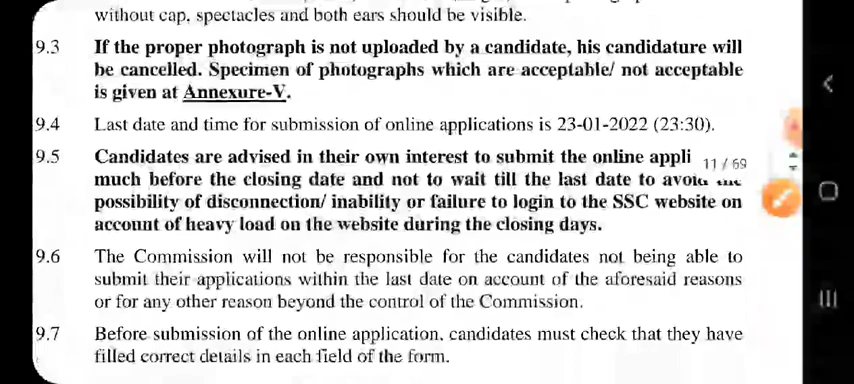 without cap, spectacles and both ears should be visible.
9.3 If the proper photograph is not uploaded by a candidate, his candidature will
be cancelled. Specimen of photographs which are acceptable/ not acceptable
is given at Annexure-V.
9.4 Last date and time for submission of online applications is 23-01-2022 (23:30).
9.5 Candidates are advised in their own interest to submit the online appli 11 / 69
much before the closing date and not to wait till the last date to avoid the
possibility of disconnection/ inability or failure to login to the SSC website on
account of heavy load on the website during the closing days.
9.6 The Commission will not be responsible for the candidates not being able to
submit their applications within the last date on account of the aforesaid reasons
or for any other reason beyond the control of the Commission.
9.7 Before submission of the online application, candidates must check that they have
filled correct details in each field of the form.